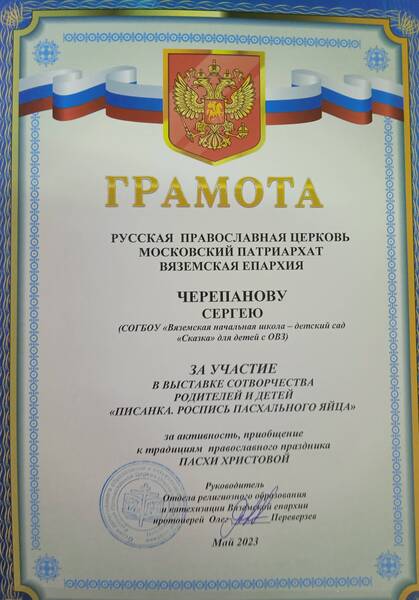 ГРАМОТА
РУССКАЯ ПРАВОСЛАВНАЯ ЦЕРКОВЬ
МОСКОВСКИЙ ПАТРИАРХАТ
ВЯЗЕМСКАЯ ЕПАРХИЯ
ЧЕРЕПАНОВУ
СЕРГЕЮ
(СОГБОУ «Вяземская начальная школа – детский сад
«Сказка» для детей с ОВЗ)
ЗА УЧАСТИЕ
В ВЫСТАВКЕ СОТВОРЧЕСТВА
РОДИТЕЛЕЙ И ДЕТЕЙ
«ПИСАНКА. РОСПИСЬ ПАСХАЛЬНОГО ЯЙЦА»
за активность, приобщение
к традициям православного праздника
ПАСХИ ХРИСТОВОЙ
Руководитель
Отдела религиозного образования
и катехизации Вяземской епархии
протоиерей Олег Переверзев
Май 2023